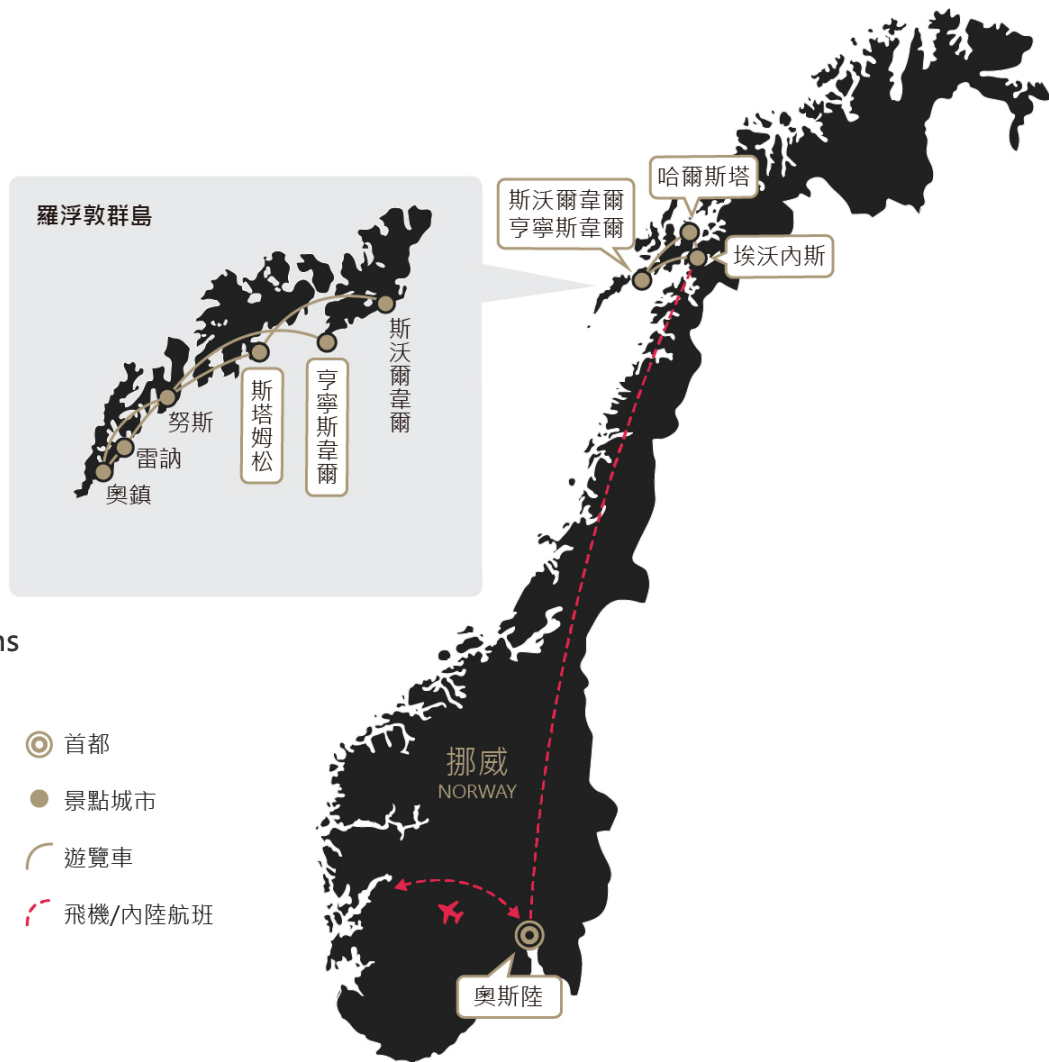 哈爾斯塔
斯沃爾韋爾
亨寧斯韋爾
埃沃內斯
羅浮敦群島
斯沃爾韋爾
亨寧斯韋爾
斯塔姆松
努斯
雷訥
奧鎮
ns
首都
景點城市
遊覽車
飛機/內陸航班
挪威
NORWAY
奧斯陸